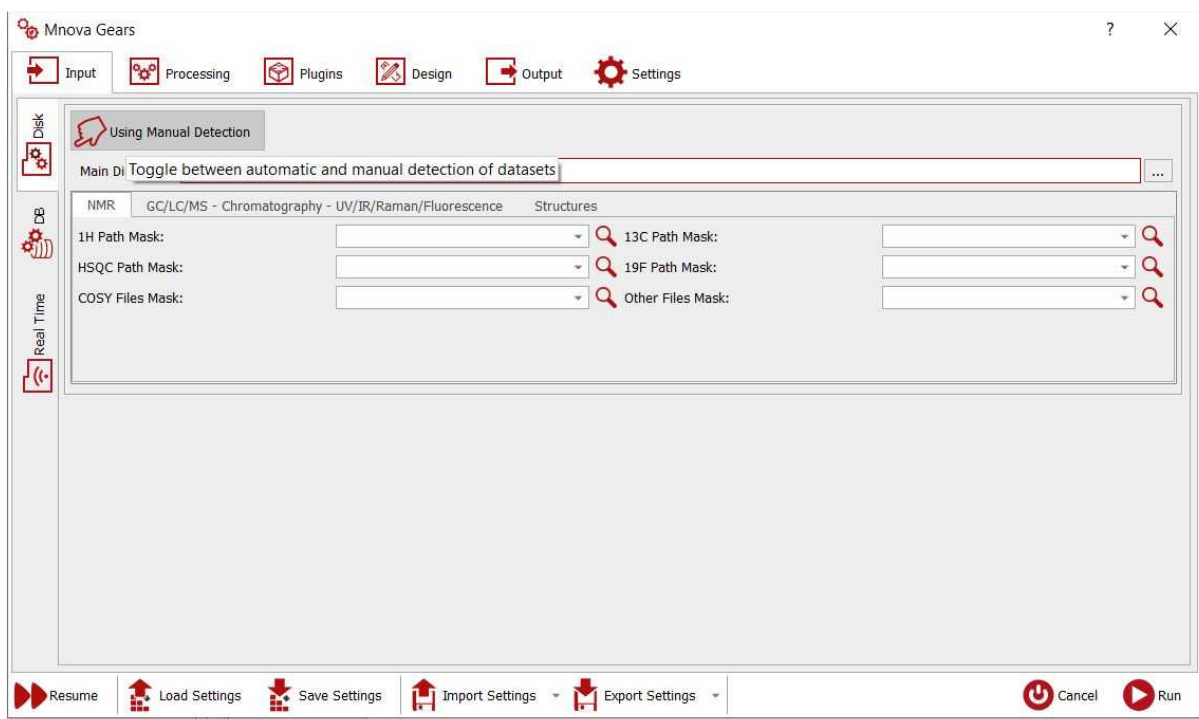 Mnova Gears ?
Input Processing Plugins Design Output Settings
Disk
Using Manual Detection
Main Di
Toggle between automatic and manual detection of datasets
...
NMR GC/LC/MS - Chromatography - UV/IR/Raman/Fluorescence Structures
DB
1H Path Mask: 13C Path Mask:
HSQC Path Mask: 19F Path Mask:
COSY Files Mask: Other Files Mask:
Real Time
Resume Load Settings Save Settings Import Settings Export Settings Cancel Run